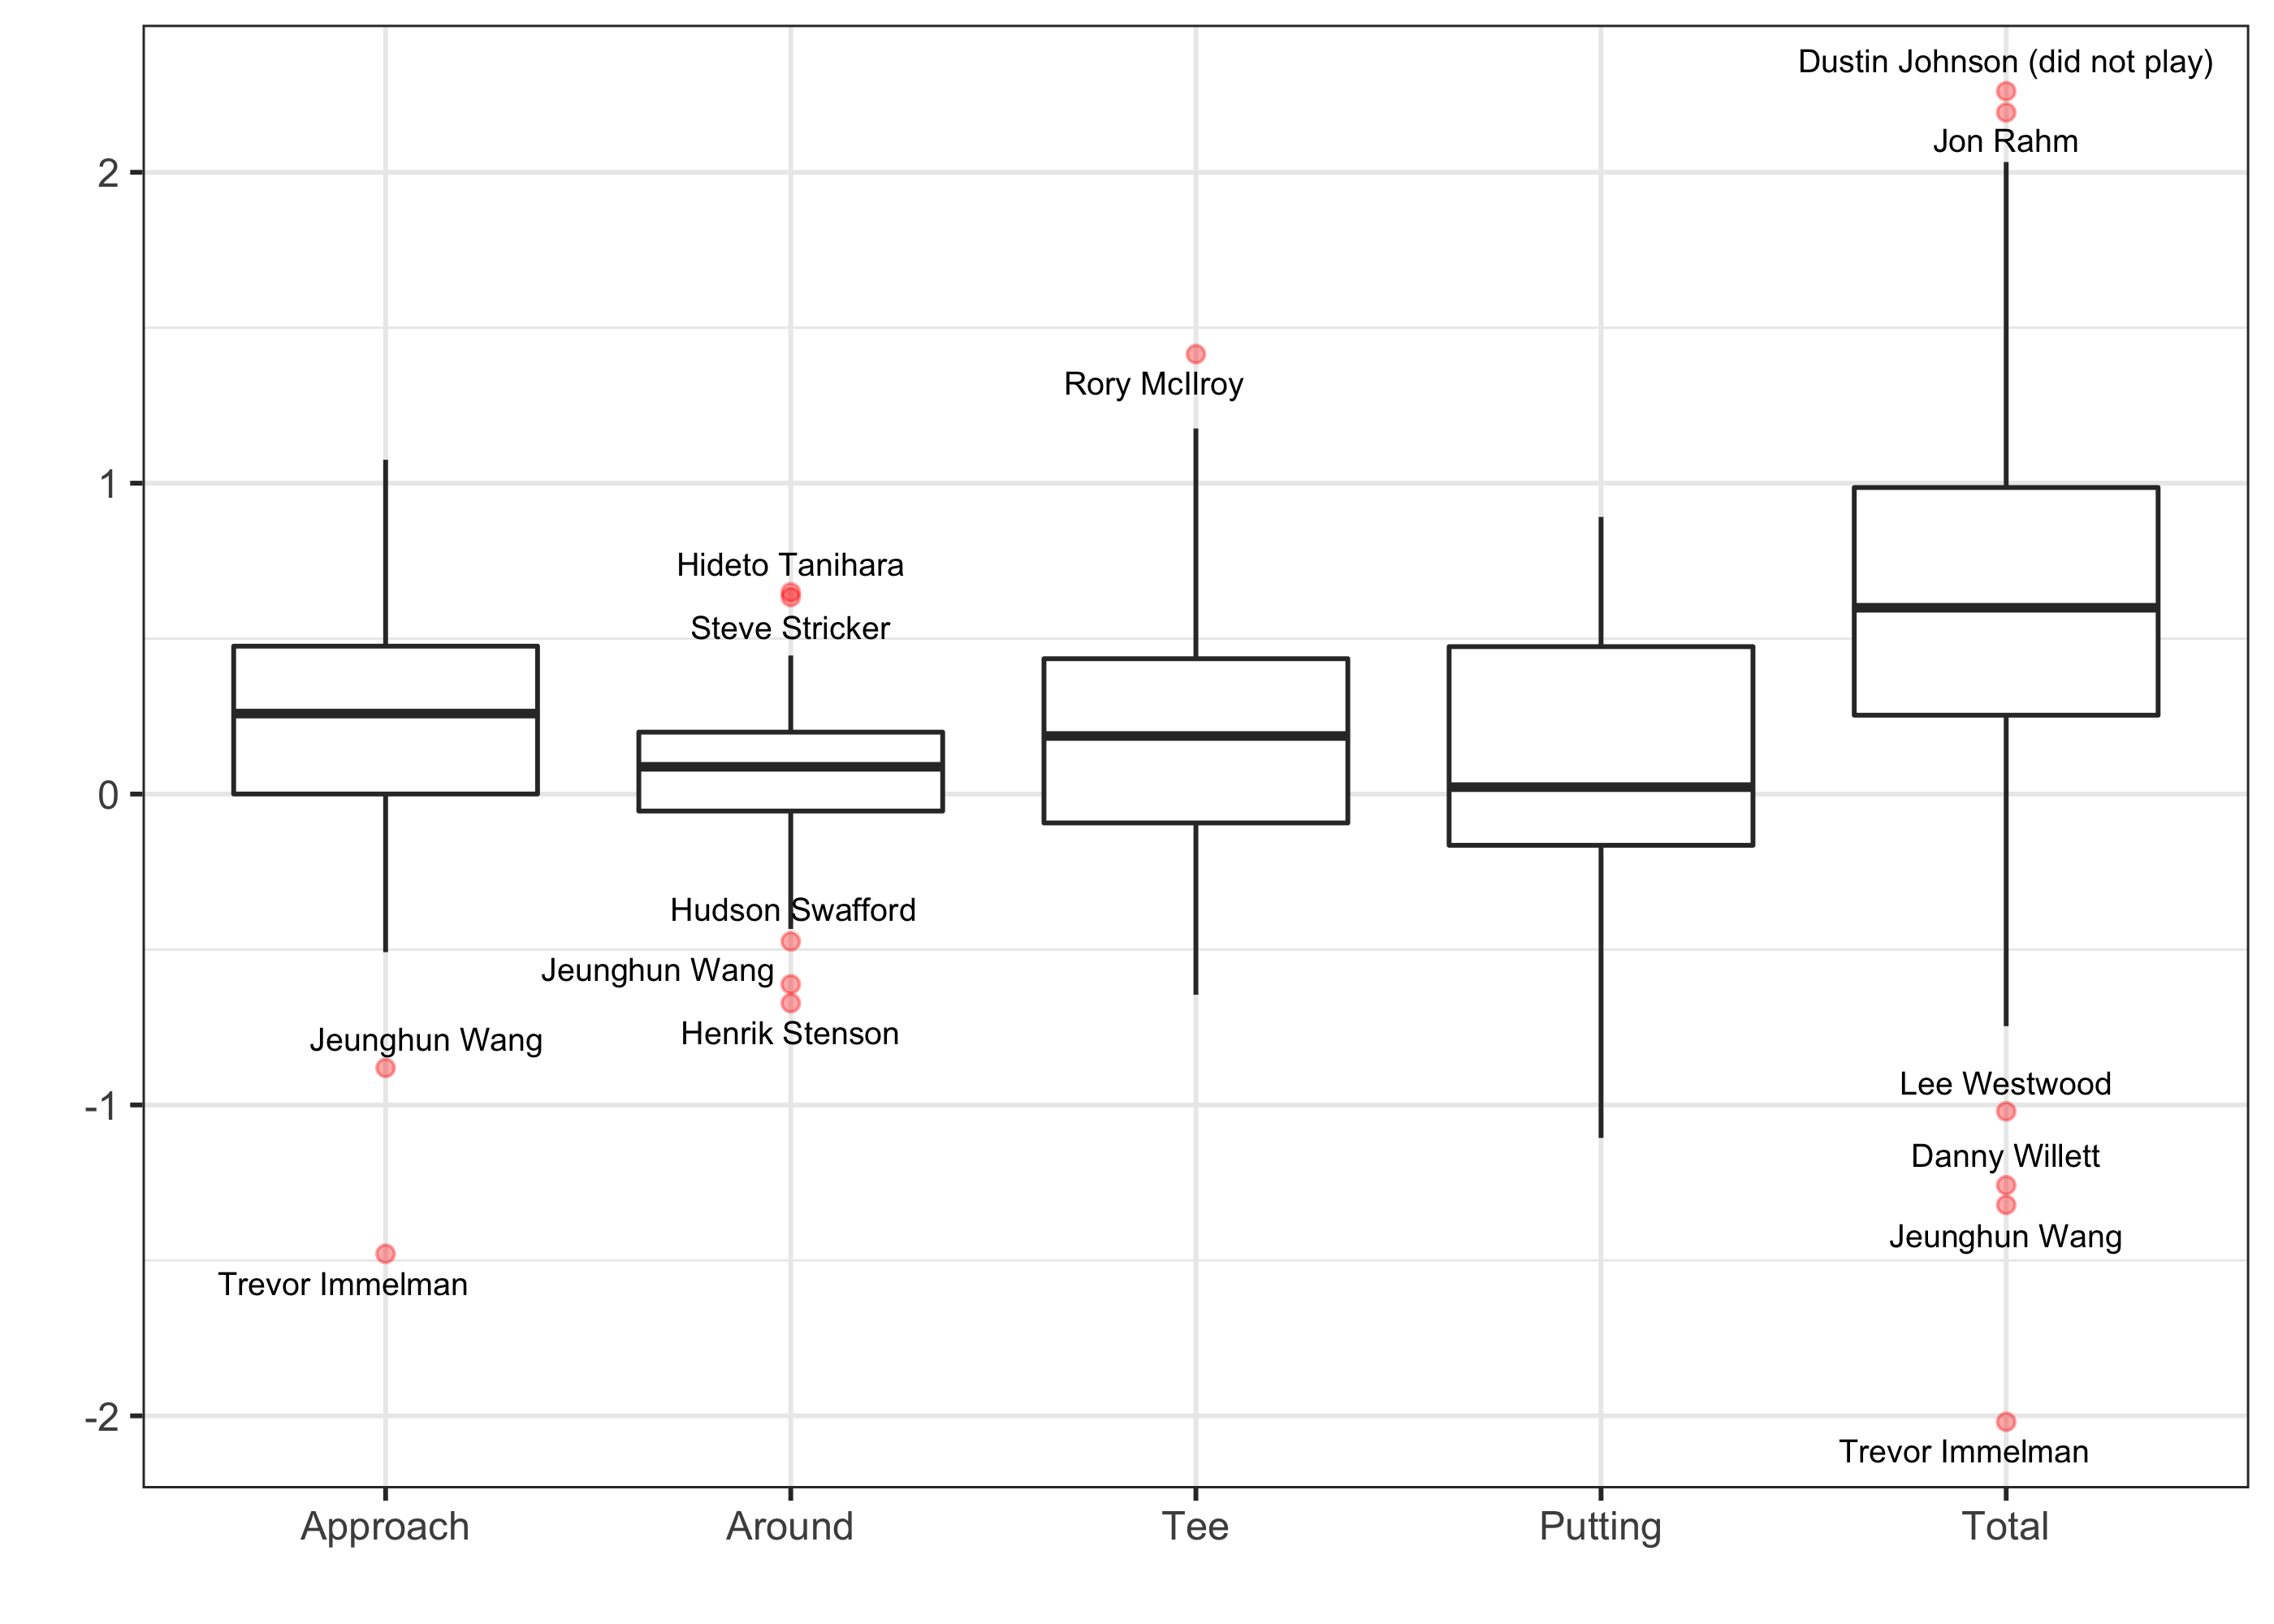 Dustin Johnson (did not play)
Jon Rahm
2
Rory McIlroy
1
Hideto Tanihara
Steve Stricker
0
Hudson Swafford
Jeunghun Wang
Henrik Stenson
Jeunghun Wang
Lee Westwood
-1
Danny Willett
Jeunghun Wang
Trevor Immelman
-2
Trevor Immelman
Approach
Around
Tee
Putting
Total